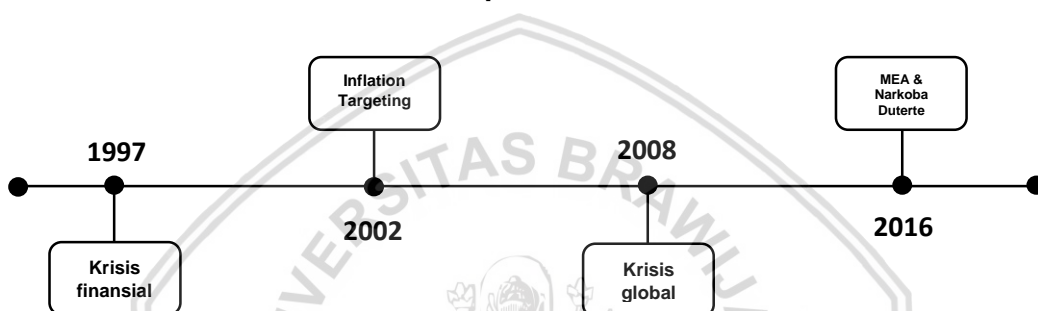 Inflation
Targeting
MEA &
Narkoba
Duterte
1997
2008
2002
2016
Krisis
finansial
Krisis
global